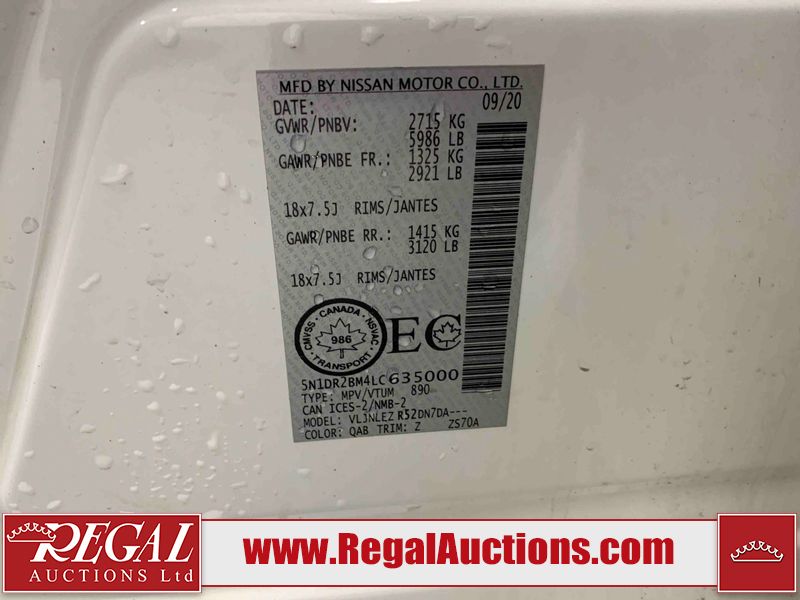 MFD BY NISSAN MOTOR CO., LTD.
DATE: 09/20
GVWR/PNBV: 2715 KG
5986 LB
GAWR/PNBE FR.: 1325 KG
2921 LB
18x7.5J RIMS/JANTES
GAWR/PNBE RR.: 1415 KG
3120 LB
18x7.5J RIMS/JANTES
CANADA
CMVSS NSVAC
986
TRANSPORT
EC
5N1DR2BM4LC635000
TYPE: MPV/VTUM 890
CAN ICES-2/NMB-2
MODEL: VLJNLEZ R52DN7DA---
COLOR: QAB TRIM: Z ZS70A
REGAL
AUCTIONS Ltd
www.RegalAuctions.com